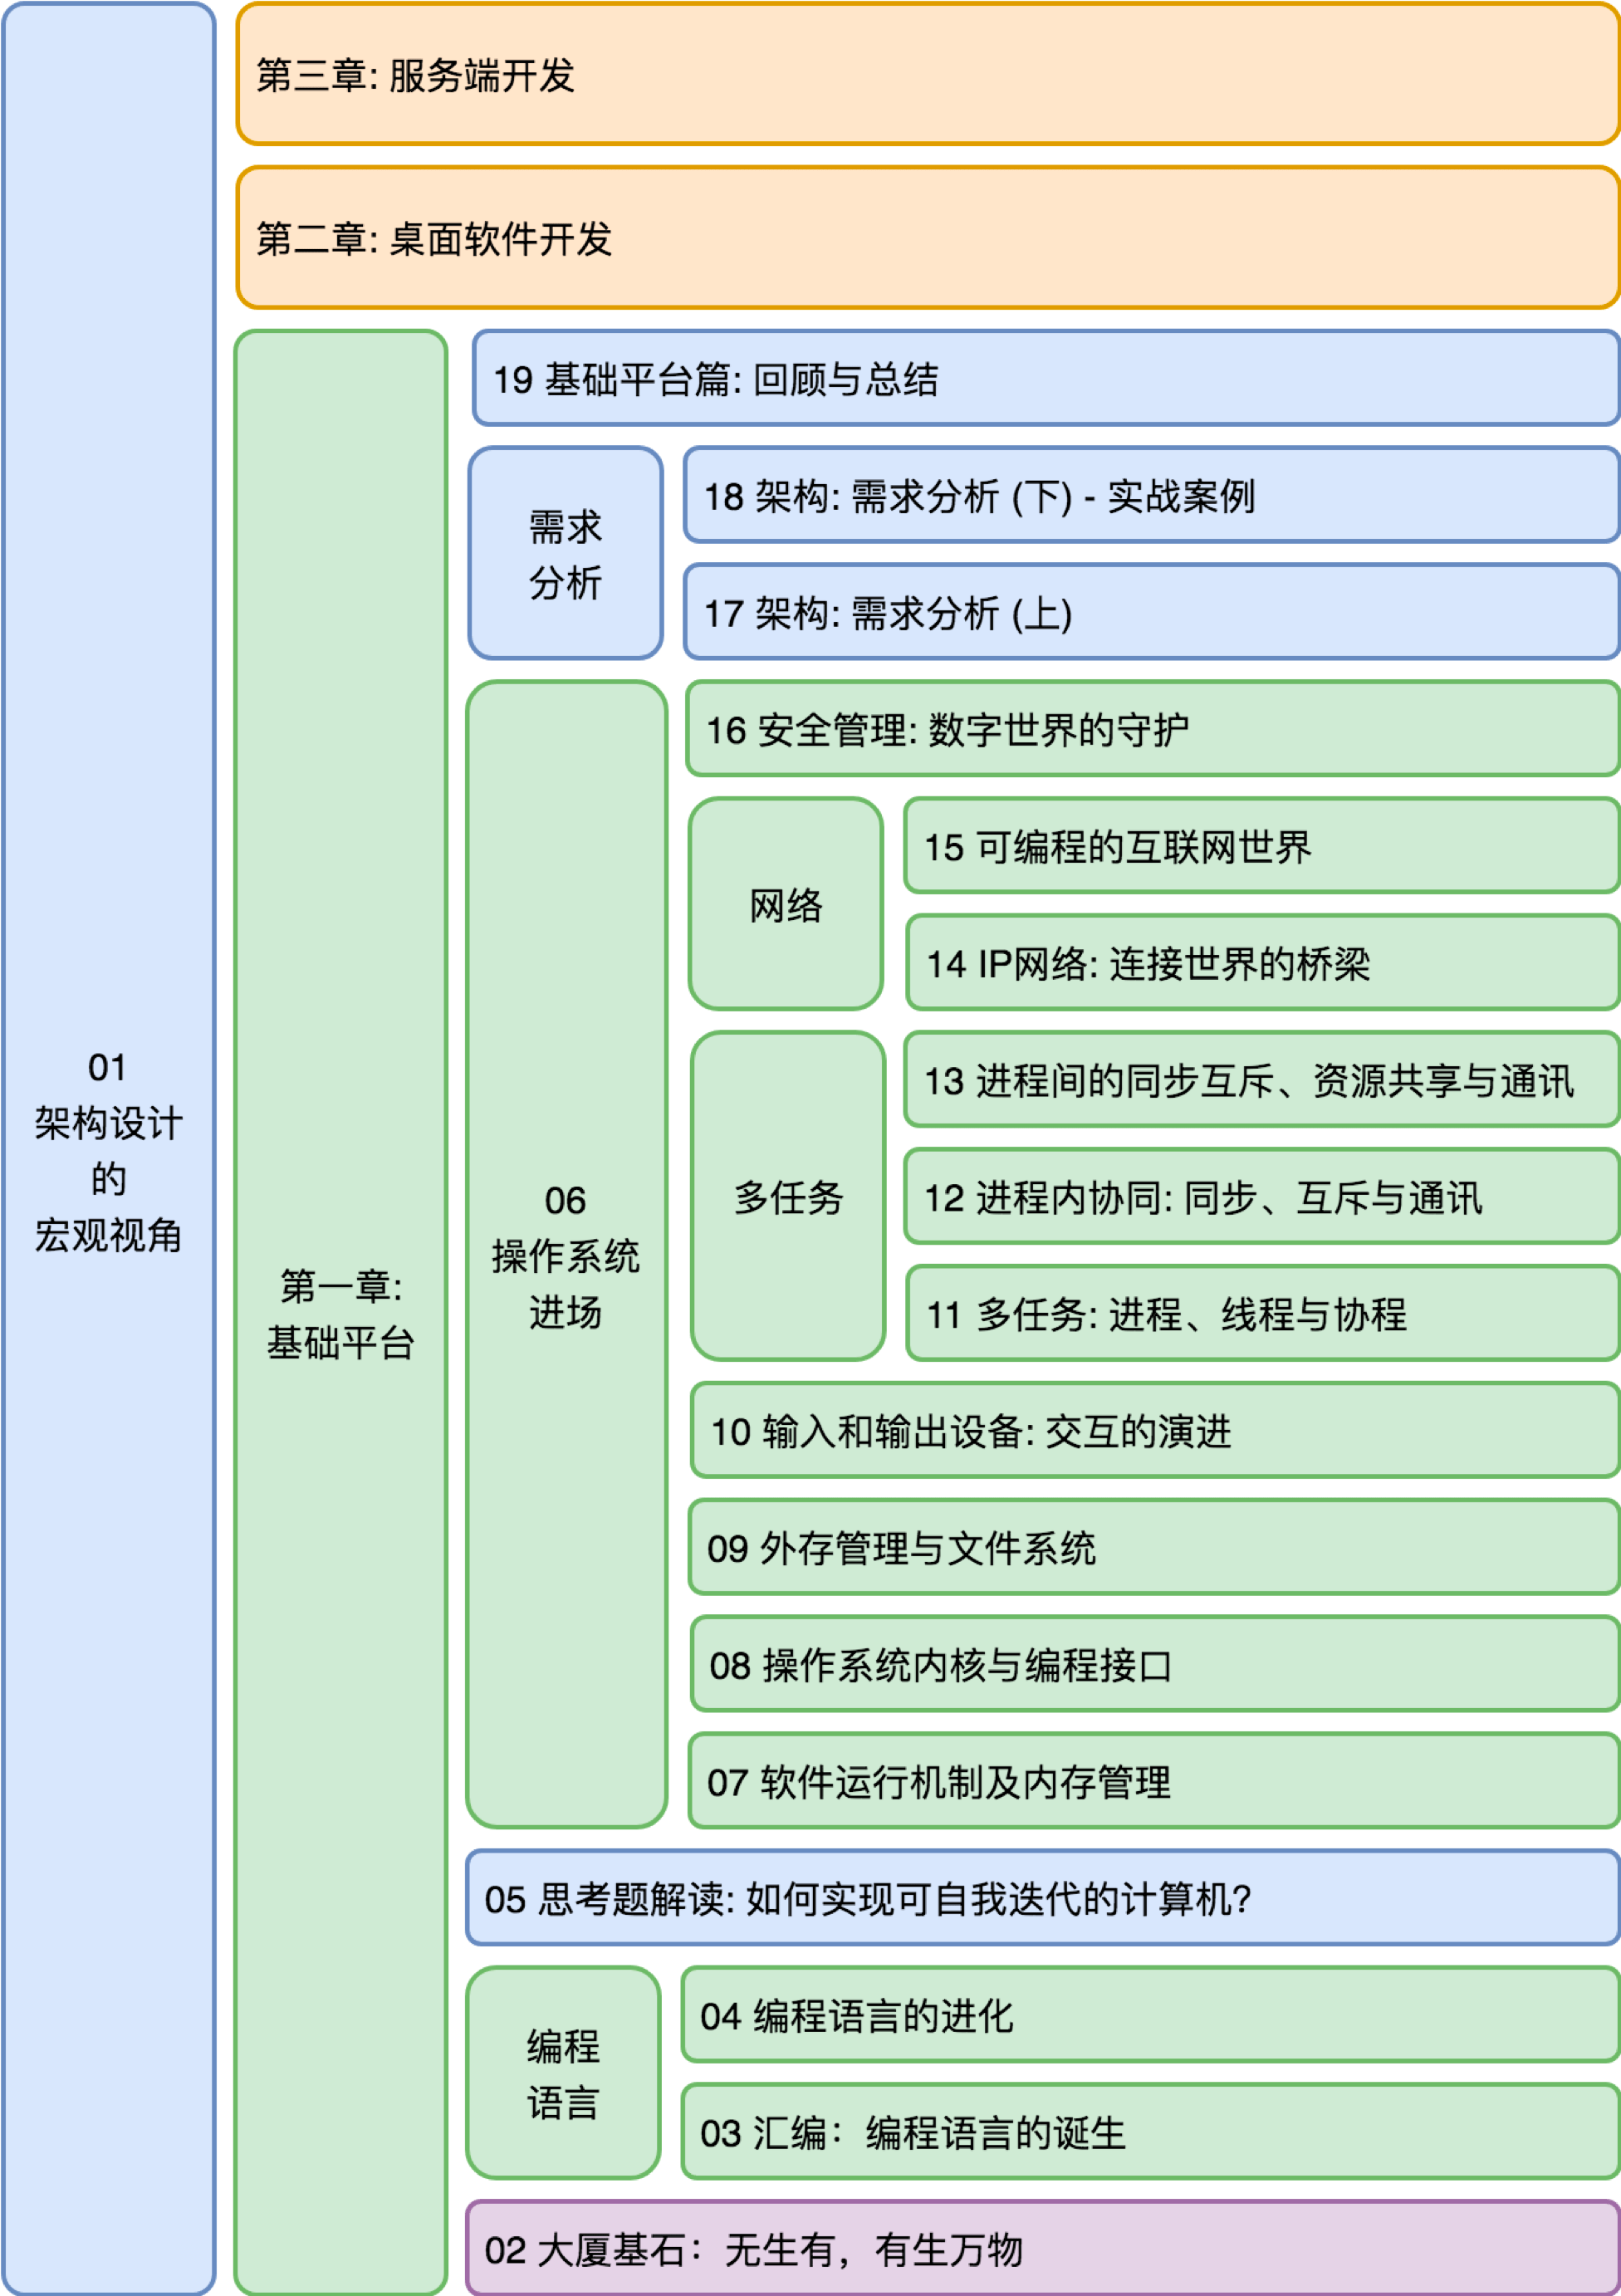 01
架构设计
的
宏观视角
第三章: 服务端开发
第二章: 桌面软件开发
第一章:
基础平台
19 基础平台篇: 回顾与总结
需求
分析
18 架构: 需求分析 (下) - 实战案例
17 架构: 需求分析 (上)
06
操作系统
进场
16 安全管理: 数字世界的守护
网络
15 可编程的互联网世界
14 IP网络: 连接世界的桥梁
多任务
13 进程间的同步互斥、资源共享与通讯
12 进程内协同: 同步、互斥与通讯
11 多任务: 进程、线程与协程
10 输入和输出设备: 交互的演进
09 外存管理与文件系统
08 操作系统内核与编程接口
07 软件运行机制及内存管理
05 思考题解读: 如何实现可自我迭代的计算机?
编程
语言
04 编程语言的进化
03 汇编：编程语言的诞生
02 大厦基石：无生有，有生万物